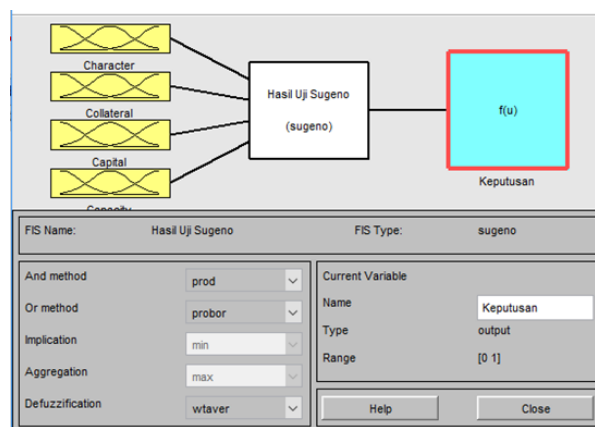 Character
Collateral
Capital
Capacity
Hasil Uji Sugeno
(sugeno)
f(u)
Keputusan
FIS Name: Hasil Uji Sugeno FIS Type: sugeno
And method prod
Or method probor
Implication min
Aggregation max
Defuzzification wtaver
Current Variable
Name Keputusan
Type output
Range [0 1]
Help Close